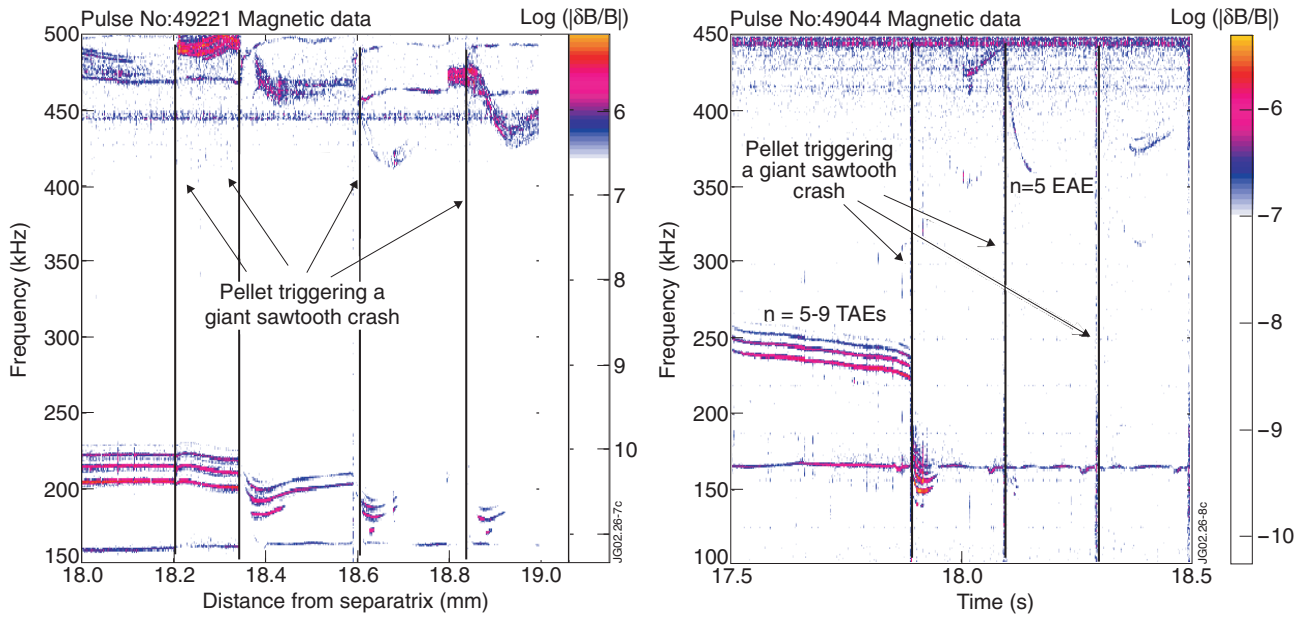 Pulse No:49221 Magnetic data
Log (|δB/B|)
500
450
400
350
300
250
200
150
Frequency (kHz)
Pellet triggering a
giant sawtooth crash
18.0
18.2
18.4
18.6
18.8
19.0
Distance from separatrix (mm)
6
7
8
9
10
JG02.26-7c
Pulse No:49044 Magnetic data
Log (|δB/B|)
450
400
350
300
250
200
150
100
Frequency (kHz)
Pellet triggering
a giant sawtooth
crash
n=5 EAE
n = 5-9 TAEs
17.5
18.0
18.5
Time (s)
−6
−7
−8
−9
−10
JG02.26-8c